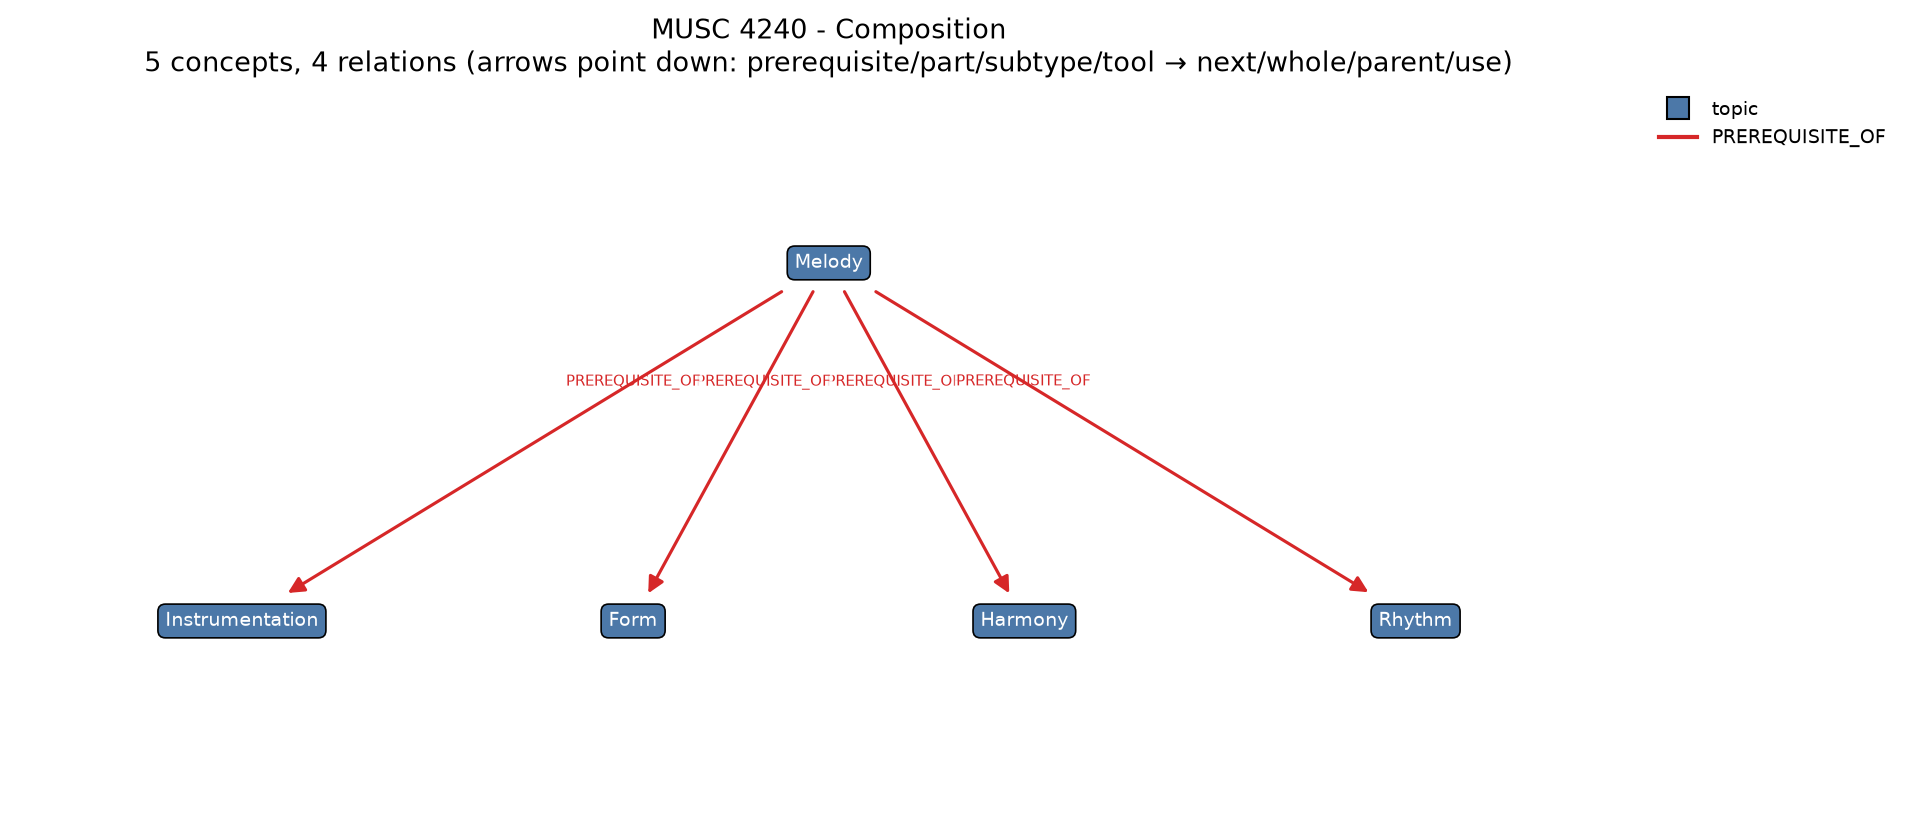 MUSC 4240 - Composition
5 concepts, 4 relations (arrows point down: prerequisite/part/subtype/tool → next/whole/parent/use)
topic
PREREQUISITE_OF
Melody
PREREQUISITE_OF PREREQUISITE_OF PREREQUISITE_OF PREREQUISITE_OF
Instrumentation Form Harmony Rhythm